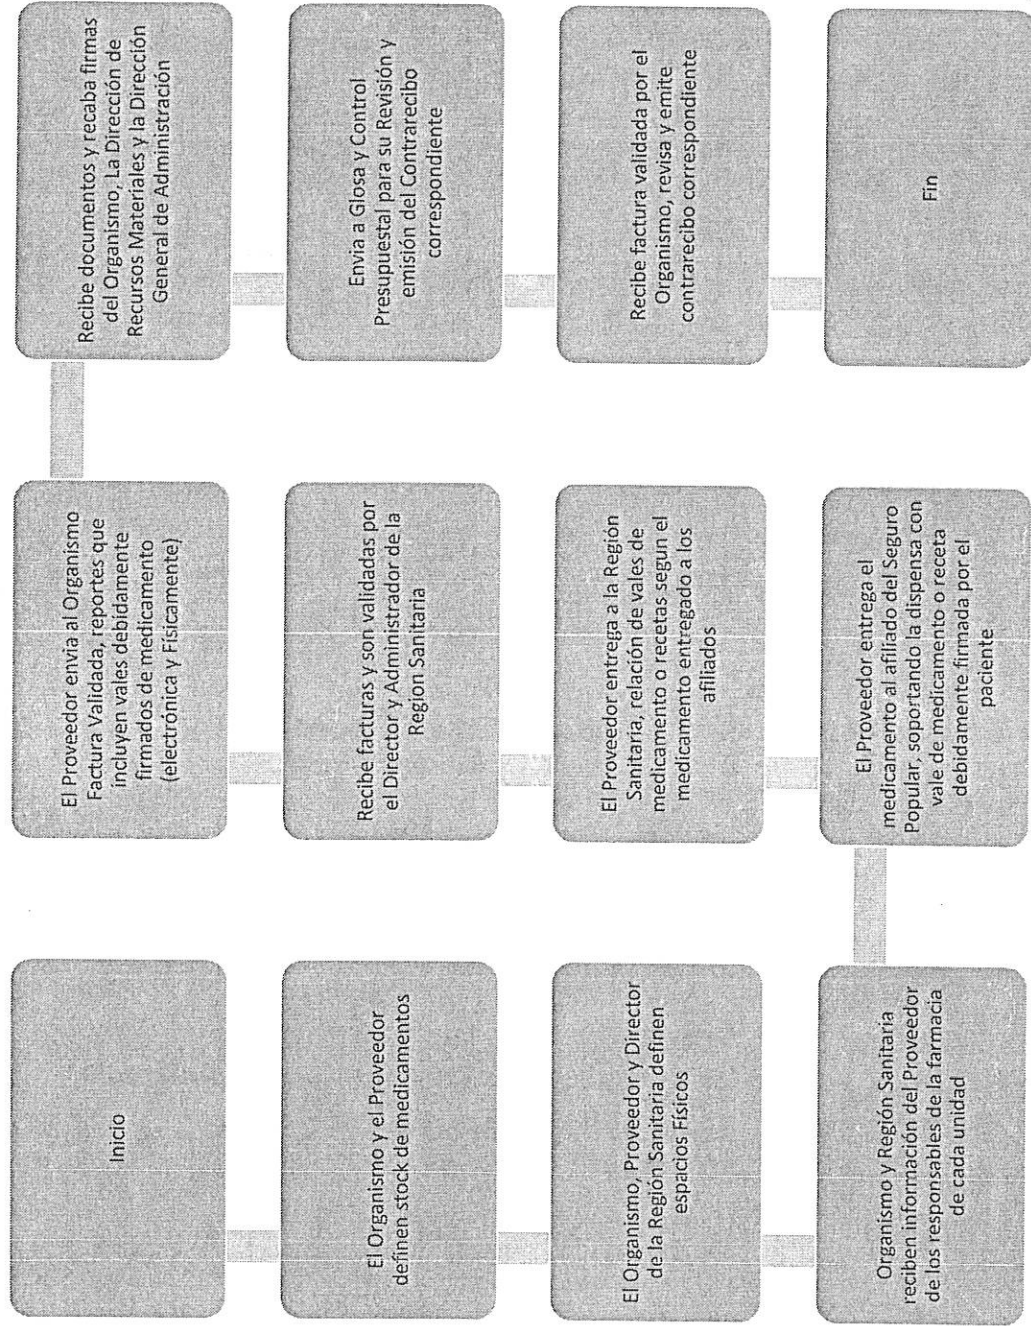 Inicio
El Organismo y el Proveedor
definen stock de medicamentos
El Organismo, Proveedor y Director
de la Región Sanitaria definen
espacios Físicos
Organismo y Región Sanitaria
reciben información del Proveedor
de los responsables de la farmacia
de cada unidad
El Proveedor entrega el
medicamento al afiliado del Seguro
Popular, soportando la dispensa con
vale de medicamento o receta
debidamente firmada por el
paciente
El Proveedor entrega a la Región
Sanitaria, relación de vales de
medicamento o recetas segun el
medicamento entregado a los
afiliados
Recibe facturas y son validadas por
el Director y Administrador de la
Region Sanitaria
El Proveedor envia al Organismo
Factura Validada, reportes que
incluyen vales debidamente
firmados de medicamento
(electrónica y Físicamente)
Recibe documentos y recaba firmas
del Organismo, La Dirección de
Recursos Materiales y la Dirección
General de Administración
Envia a Glosa y Control
Presupuestal para su Revisión y
emisión del Contrarecibo
correspondiente
Recibe factura validada por el
Organismo, revisa y emite
contrarecibo correspondiente
Fin